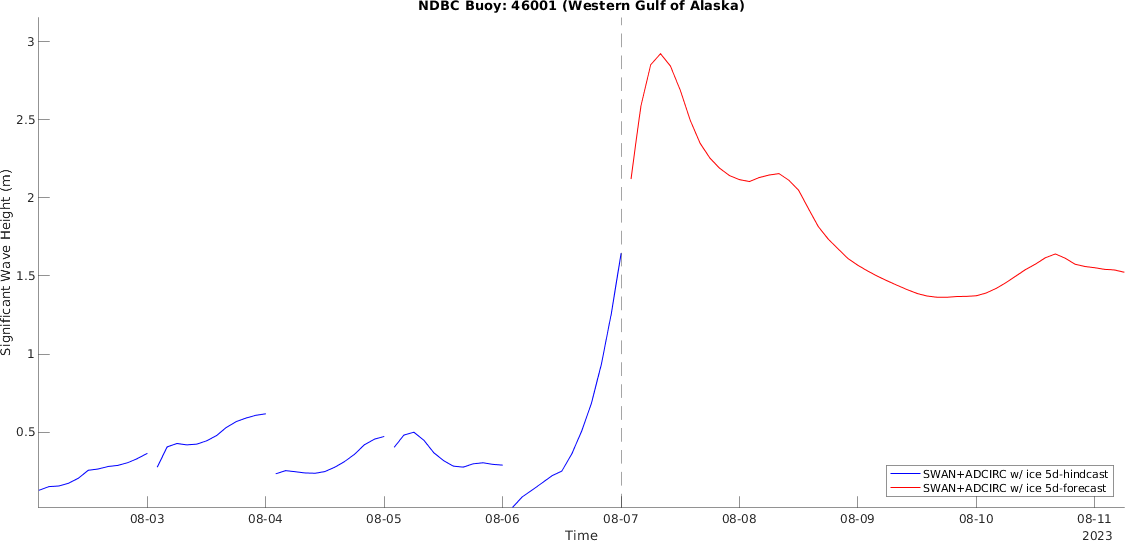 NDBC Buoy: 46001 (Western Gulf of Alaska)
3
2.5
2
1.5
1
0.5
Significant Wave Height (m)
SWAN+ADCIRC w/ ice 5d-hindcast
SWAN+ADCIRC w/ ice 5d-forecast
08-03 08-04 08-05 08-06 08-07 08-08 08-09 08-10 08-11
Time
2023